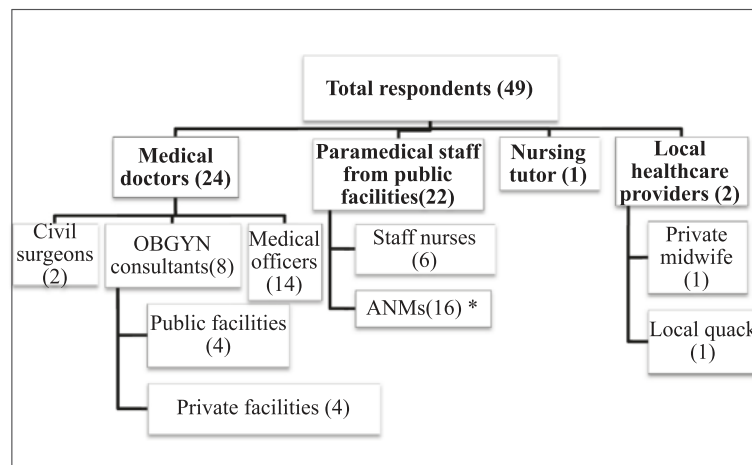 Total respondents (49)
Medical
doctors (24)
Paramedical staff
from public
facilities(22)
Nursing
tutor (1)
Local
healthcare
providers (2)
Civil
surgeons
(2)
OBGYN
consultants(8)
Medical
officers
(14)
Staff nurses
(6)
Private
midwife
(1)
Public facilities
(4)
ANMs(16) *
Local quack
(1)
Private facilities (4)